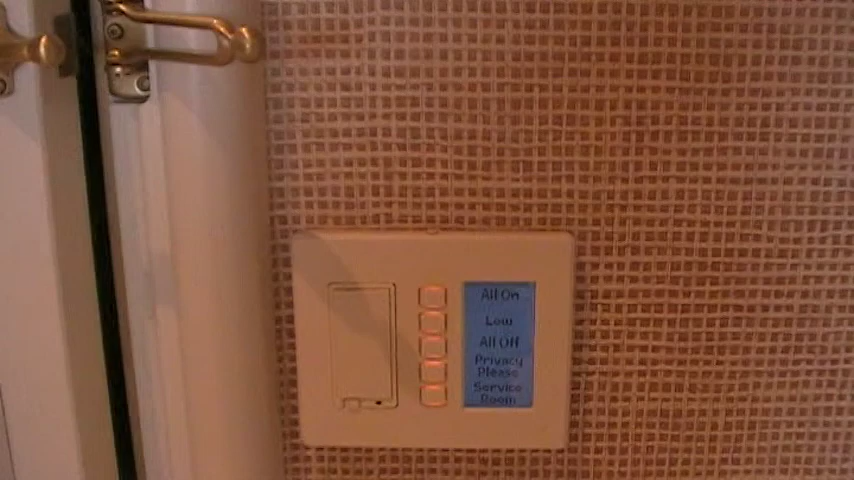 All On
Low
All Off
Privacy
Please
Service
Room